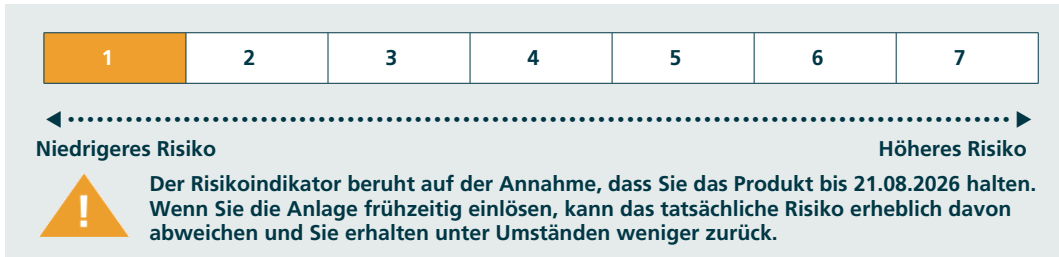 1 2 3 4 5 6 7
Niedrigeres Risiko Höheres Risiko
Der Risikoindikator beruht auf der Annahme, dass Sie das Produkt bis 21.08.2026 halten.
Wenn Sie die Anlage frühzeitig einlösen, kann das tatsächliche Risiko erheblich davon
abweichen und Sie erhalten unter Umständen weniger zurück.